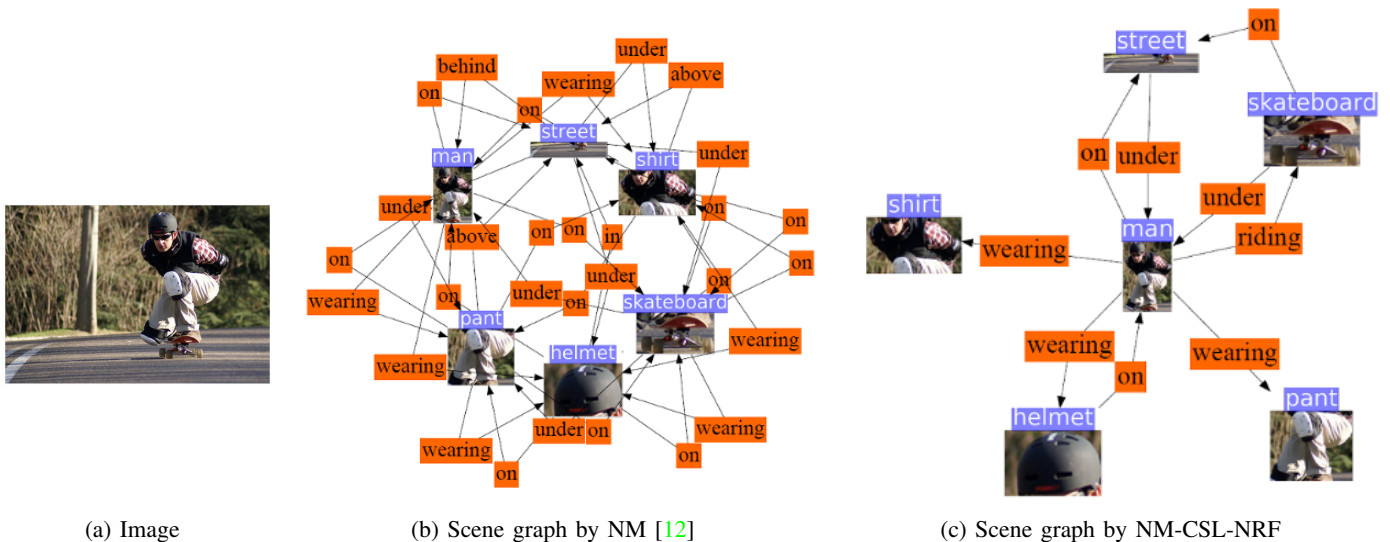 behind
under
wearing
above
on
on
street
man
shirt
under
under
above
on
on
in
on
on
on
under
under
on
on
on
wearing
on
skateboard
pant
helmet
wearing
wearing
wearing
under
on
wearing
on
on
on
street
skateboard
on
under
under
riding
shirt
man
wearing
wearing
on
wearing
helmet
pant
(a) Image
(b) Scene graph by NM [12]
(c) Scene graph by NM-CSL-NRF